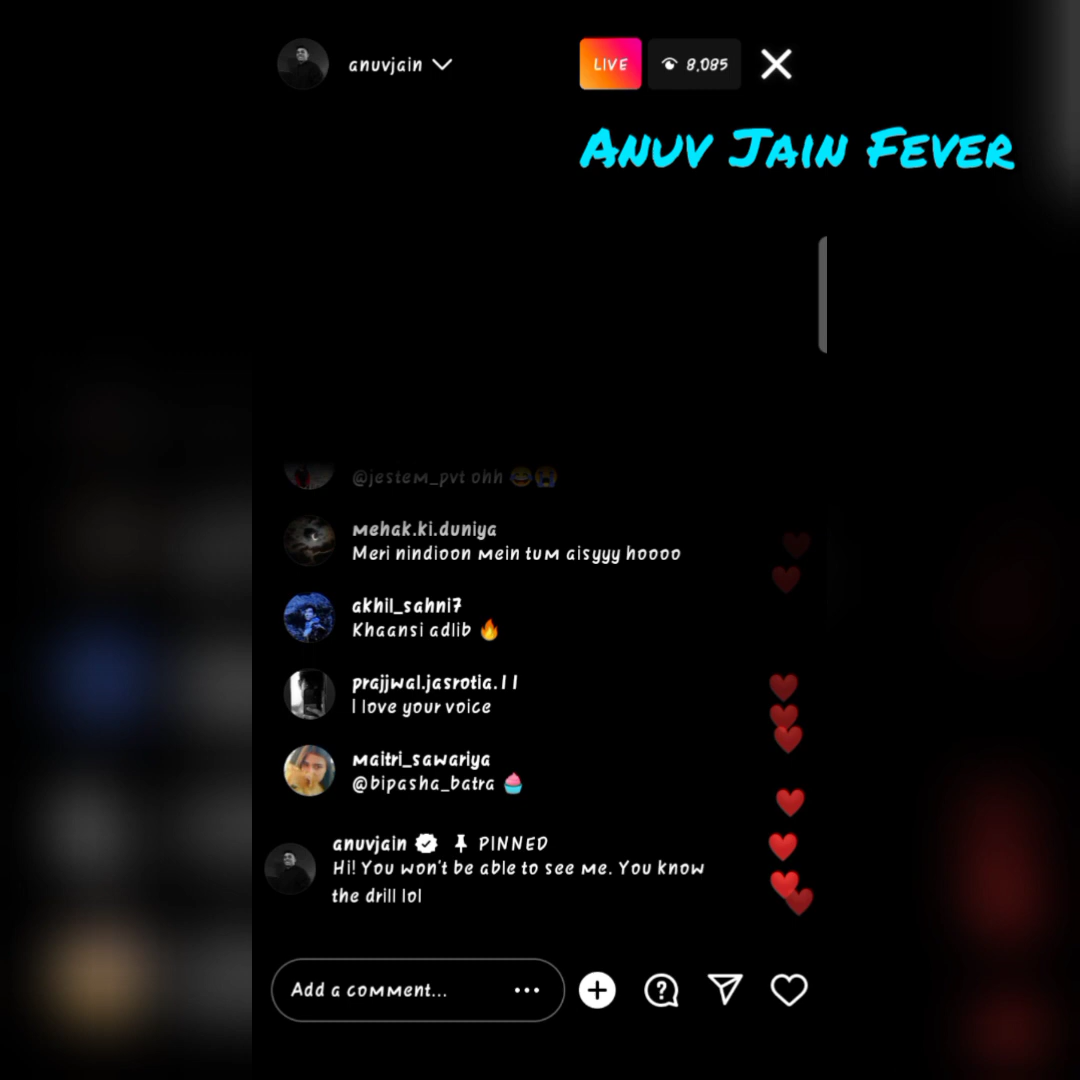 anuvjain
LIVE
8,085
ANUV JAIN FEVER
@jestem_pvt ohh 😂😭
mehak.ki.duniya
Meri nindioon mein tum aisyyy hoooo
akhil_sahni7
Khaansi adlib 🔥
prajjwal.jasrotia.11
I love your voice
maitri_sawariya
@bipasha_batra 🧁
anuvjain PINNED
Hi! You won't be able to see me. You know
the drill lol
Add a comment...